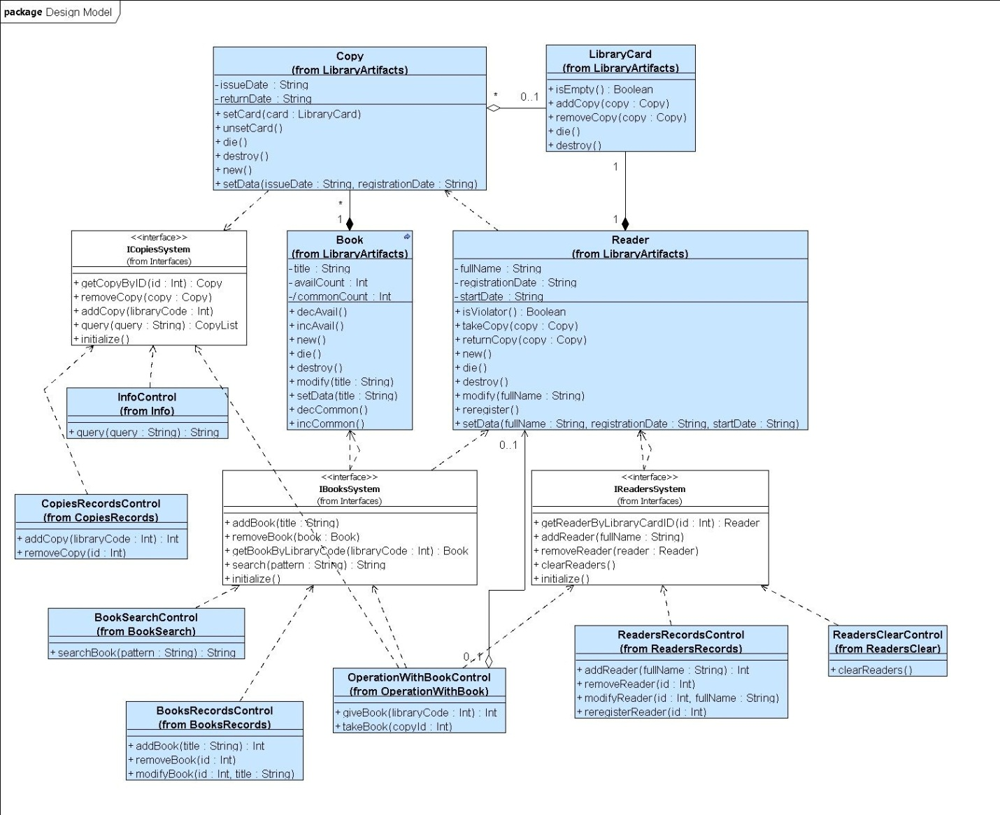 package Design Model
Copy
(from LibraryArtifacts)
-issueDate : String
-returnDate : String
+setCard(card : LibraryCard)
+unsetCard()
+die()
+destroy()
+new()
+setData(issueDate : String, registrationDate : String)
*
0..1
LibraryCard
(from LibraryArtifacts)
+isEmpty() : Boolean
+addCopy(copy : Copy)
+removeCopy(copy : Copy)
+die()
+destroy()
1
*
1
1
<<interface>>
ICopiesSystem
(from Interfaces)
+getCopyByID(id : Int) : Copy
+removeCopy(copy : Copy)
+addCopy(libraryCode : Int)
+query(query : String) : CopyList
+initialize()
Book
(from LibraryArtifacts)
-title : String
-availCount : Int
-/commonCount : Int
+decAvail()
+incAvail()
+new()
+die()
+destroy()
+modify(title : String)
+setData(title : String)
+decCommon()
+incCommon()
Reader
(from LibraryArtifacts)
-fullName : String
-registrationDate : String
-startDate : String
+isViolator() : Boolean
+takeCopy(copy : Copy)
+returnCopy(copy : Copy)
+new()
+die()
+destroy()
+modify(fullName : String)
+reregister()
+setData(fullName : String, registrationDate : String, startDate : String)
InfoControl
(from Info)
+query(query : String) : String
0..1
CopiesRecordsControl
(from CopiesRecords)
+addCopy(libraryCode : Int) : Int
+removeCopy(id : Int)
<<interface>>
IBooksSystem
(from Interfaces)
+addBook(title : String)
+removeBook(book : Book)
+getBookByLibraryCode(libraryCode : Int) : Book
+search(pattern : String) : String
+initialize()
<<interface>>
IReadersSystem
(from Interfaces)
+getReaderByLibraryCardID(id : Int) : Reader
+addReader(fullName : String)
+removeReader(reader : Reader)
+clearReaders()
+initialize()
BookSearchControl
(from BookSearch)
+searchBook(pattern : String) : String
0..1
OperationWithBookControl
(from OperationWithBook)
+giveBook(libraryCode : Int) : Int
+takeBook(copyId : Int)
ReadersRecordsControl
(from ReadersRecords)
+addReader(fullName : String) : Int
+removeReader(id : Int)
+modifyReader(id : Int, fullName : String)
+reregisterReader(id : Int)
ReadersClearControl
(from ReadersClear)
+clearReaders()
BooksRecordsControl
(from BooksRecords)
+addBook(title : String) : Int
+removeBook(id : Int)
+modifyBook(id : Int, title : String)